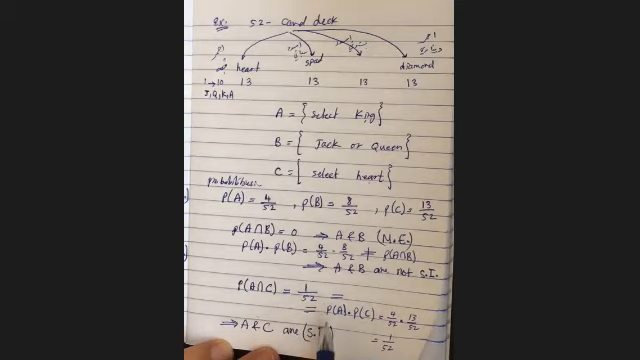 Ex: 52- card deck
heart spad diamond
1→10 13 13 13 13
J,Q,K,A
A = { select King }
B = { Jack or Queen }
C = { select heart }
probabilities:
P(A) = 4/52 , P(B) = 8/52 , P(C) = 13/52
P(A∩B) = 0 ⇒ A & B (M.E.)
P(A) · P(B) = 4/52 · 8/52 ≠ P(A∩B)
⇒ A & B are not S.I.
P(A∩C) = 1/52 =
= P(A) · P(C) = 4/52 · 13/52
⇒ A & C are (S.I)
= 1/52